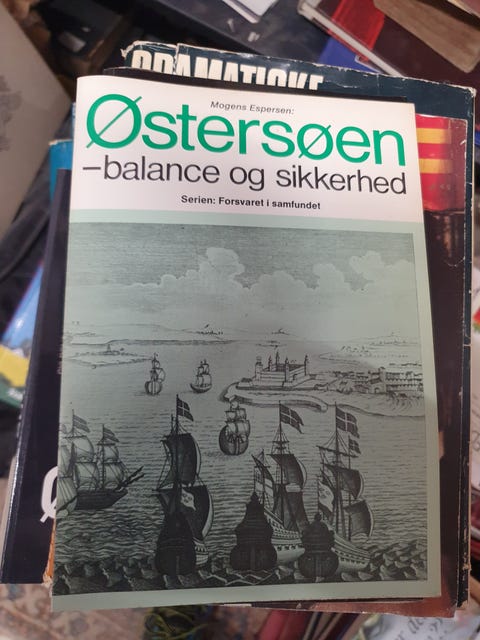 DRAMATISKE
Mogens Espersen:
Østersøen
–balance og sikkerhed
Serien: Forsvaret i samfundet
Ø